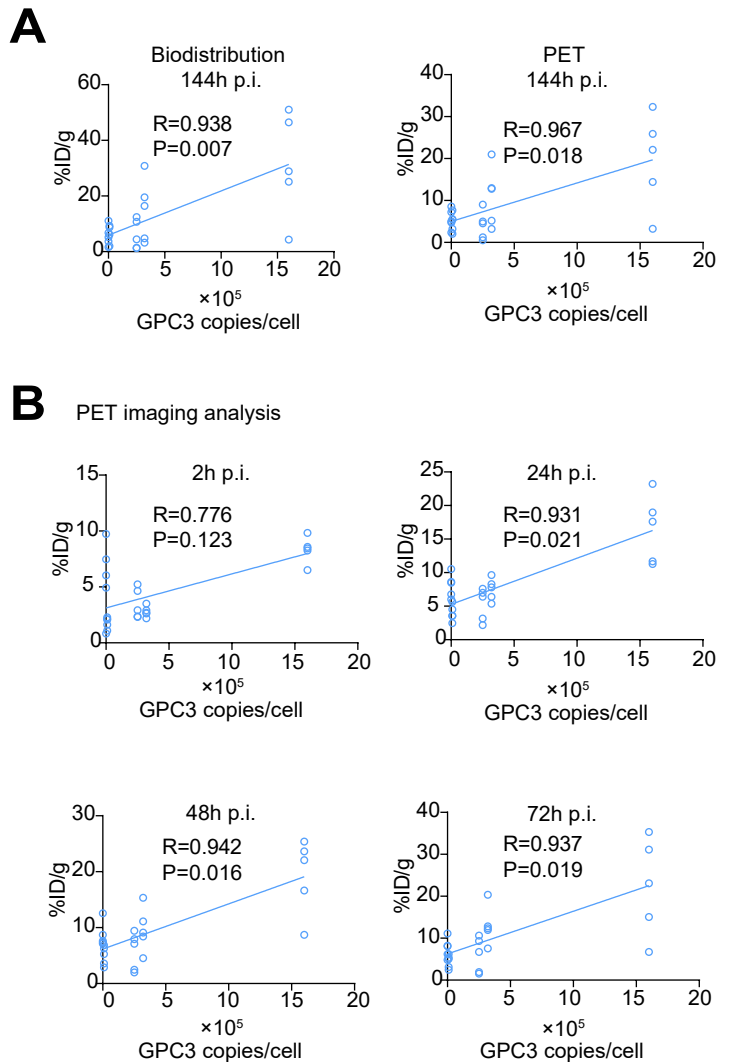 A
Biodistribution
144h p.i.
R=0.938
P=0.007
%ID/g
60
40
20
0
0 5 10 15 20
×10⁵
GPC3 copies/cell
PET
144h p.i.
R=0.967
P=0.018
%ID/g
40
30
20
10
0
0 5 10 15 20
×10⁵
GPC3 copies/cell
B
PET imaging analysis
2h p.i.
R=0.776
P=0.123
%ID/g
15
10
5
0
0 5 10 15 20
×10⁵
GPC3 copies/cell
24h p.i.
R=0.931
P=0.021
%ID/g
25
20
15
10
5
0
0 5 10 15 20
×10⁵
GPC3 copies/cell
48h p.i.
R=0.942
P=0.016
%ID/g
30
20
10
0
0 5 10 15 20
×10⁵
GPC3 copies/cell
72h p.i.
R=0.937
P=0.019
%ID/g
40
30
20
10
0
0 5 10 15 20
×10⁵
GPC3 copies/cell